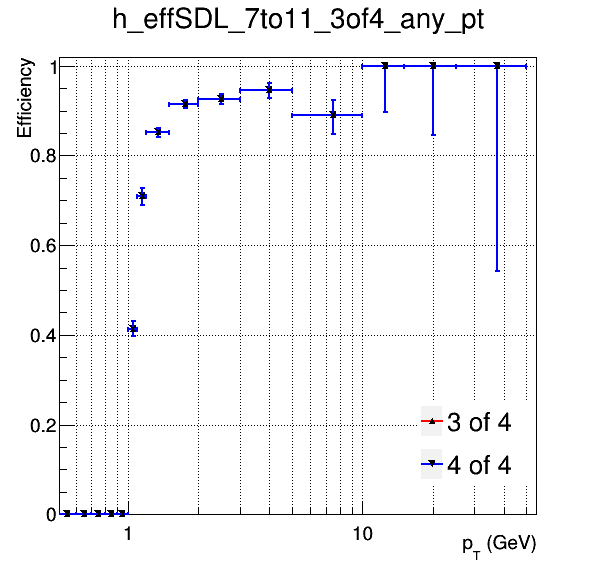 h_effSDL_7to11_3of4_any_pt
Efficiency
1
0.8
0.6
0.4
0.2
0
3 of 4
4 of 4
1
10
p_T (GeV)